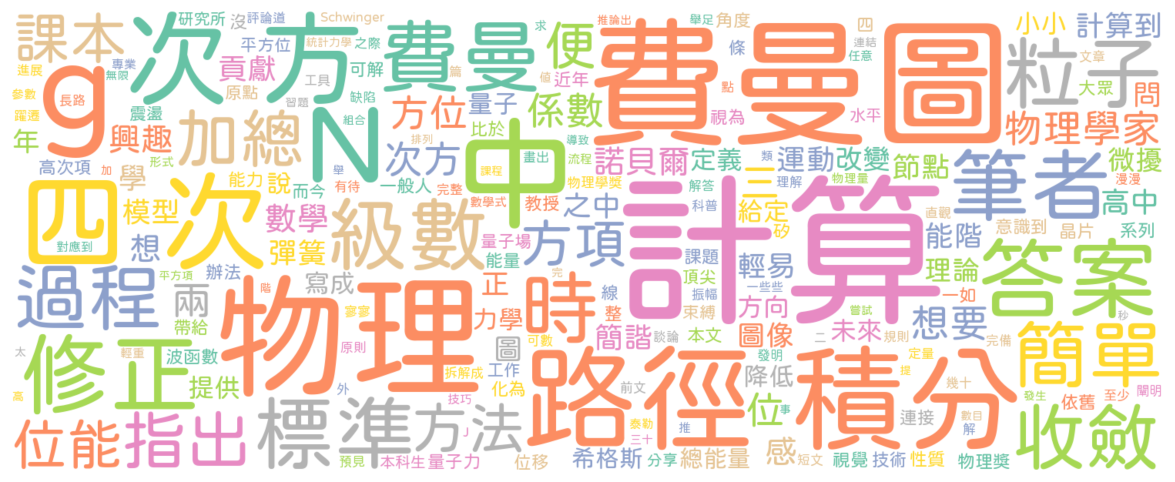 課本
g
次方
費曼
便
費曼圖
粒子
小小
計算到
研究所
沒
評論道
Schwinger
推論出
舉足
角度
四
連結
文章
平方位
統計力學
之際
求
條
任意
大眾
問
進展
專業
無限
貢獻
可解
工具
篇
近年
點
參數
長路
原點
缺陷
方位
量子
係數
值
視為
水平
物理學家
躍遷
震盪
習題
組合
年
興趣
加總
N
次方
比於
中
導致
諾貝爾
定義
運動
改變
節點
筆者
微擾
高次項
形式
加
舉
排列
畫出
流程
類
物理量
漫漫
四次
學
能力
說
而今
有待
一般人
完整
課程
物理學獎
解答
理解
三
計算
直觀
高中
模型
數學
級數
數學式
教授
之中
科普
給定
矽
能階
意識到
晶片
系列
對應到
想
彈簧
量子場
能量
方項
課題
輕易
理論
答案
過程
平方項
辦法
兩
寫成
階
正
完
時
線
頂尖
振幅
一些些
方向
嘗試
一如
想要
帶給
寥寥
物理
力學
可數
整
簡諧
束縛
談論
本文
圖像
未來
二
規則
完備
秒
簡單
太
輕重
修正
波函數
原則
圖
工作
發明
定量
高
提供
外
拆解成
化為
前文
路徑
降低
積分
提
幾十
發生
依舊
至少
闡明
位能
指出
標準
方法
技巧
J
泰勒
推
三十
位
事
感
連接
數目
解
收斂
預見
本科生
量子力
位移
希格斯
分享
總能量
短文
視覺
技術
性質
物理獎